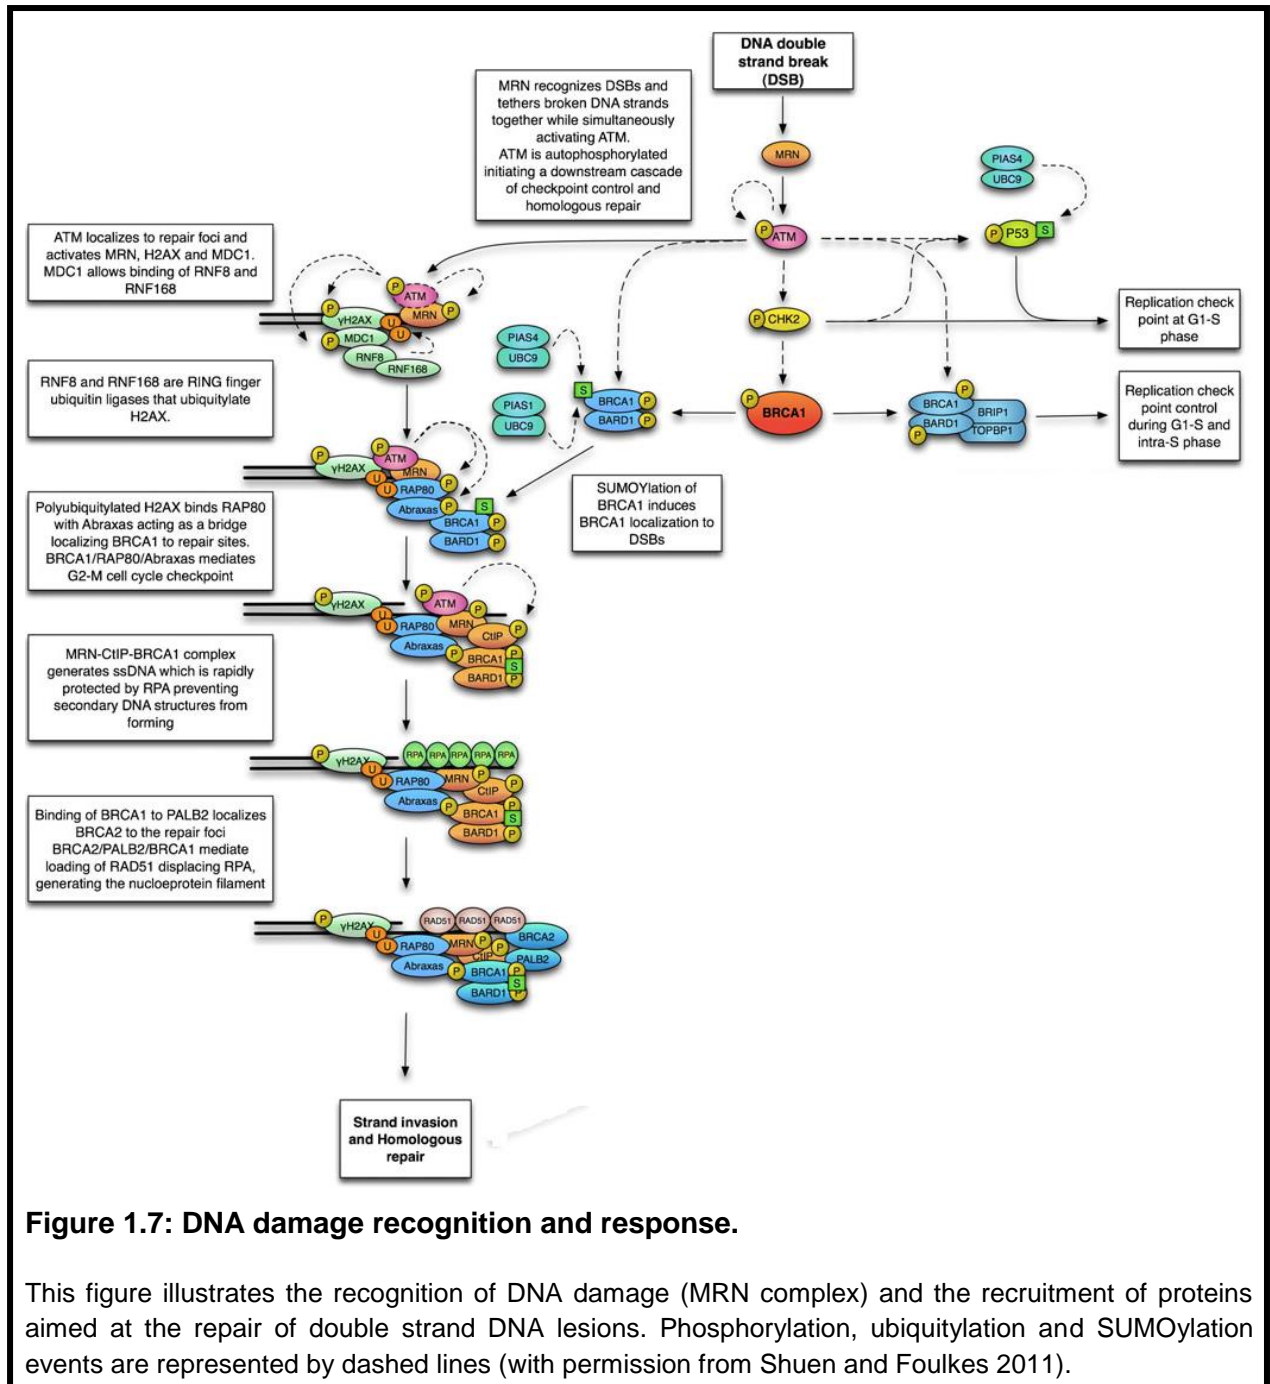 DNA double
strand break
(DSB)
MRN recognizes DSBs and
tethers broken DNA strands
together while simultaneously
activating ATM.
ATM is autophosphorylated
initiating a downstream cascade
of checkpoint control and
homologous repair
MRN
PIAS4
UBC9
P
ATM
P
P53
S
ATM localizes to repair foci and
activates MRN, H2AX and MDC1.
MDC1 allows binding of RNF8 and
RNF168
P
ATM
P
P
MRN
γH2AX
U
U
P
MDC1
RNF8
RNF168
P
CHK2
Replication check
point at G1-S
phase
PIAS4
UBC9
PIAS1
UBC9
S
BRCA1
P
BARD1
P
P
BRCA1
P
BRCA1
BRIP1
BARD1
TOPBP1
P
Replication check
point control
during G1-S and
intra-S phase
RNF8 and RNF168 are RING finger
ubiquitin ligases that ubiquitylate
H2AX.
P
P
ATM
γH2AX
MRN
U
U
RAP80
P
Abraxas
P
S
BRCA1
P
BARD1
P
SUMOYlation of
BRCA1 induces
BRCA1 localization to
DSBs
Polyubiquitylated H2AX binds RAP80
with Abraxas acting as a bridge
localizing BRCA1 to repair sites.
BRCA1/RAP80/Abraxas mediates
G2-M cell cycle checkpoint
P
γH2AX
P
ATM
P
U
U
RAP80
MRN
CtIP
P
Abraxas
P
BRCA1
S
BARD1
P
MRN-CtIP-BRCA1 complex
generates ssDNA which is rapidly
protected by RPA preventing
secondary DNA structures from
forming
P
γH2AX
RPA
RPA
RPA
RPA
RPA
U
U
RAP80
MRN
P
CtIP
P
Abraxas
P
BRCA1
P
S
BARD1
P
Binding of BRCA1 to PALB2 localizes
BRCA2 to the repair foci
BRCA2/PALB2/BRCA1 mediate
loading of RAD51 displacing RPA,
generating the nucloeprotein filament
P
γH2AX
RAD51
RAD51
RAD51
U
U
RAP80
MRN
P
P
BRCA2
CtIP
PALB2
Abraxas
P
BRCA1
P
S
BARD1
P
Strand invasion
and Homologous
repair
Figure 1.7: DNA damage recognition and response.
This figure illustrates the recognition of DNA damage (MRN complex) and the recruitment of proteins
aimed at the repair of double strand DNA lesions. Phosphorylation, ubiquitylation and SUMOylation
events are represented by dashed lines (with permission from Shuen and Foulkes 2011).